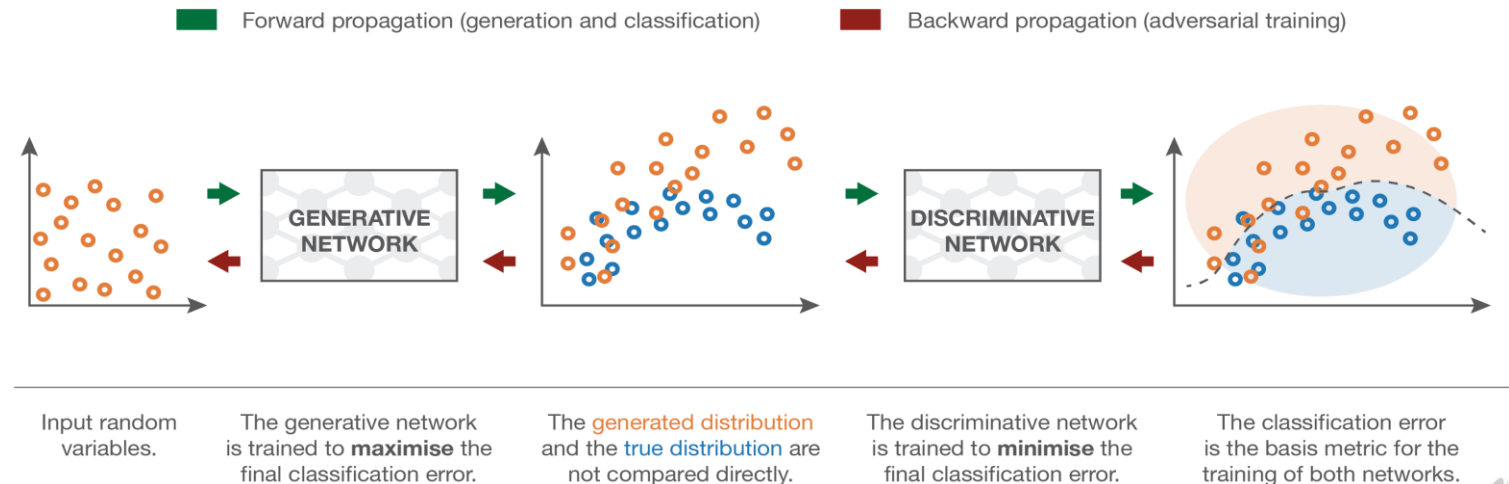 Forward propagation (generation and classification)
Backward propagation (adversarial training)
GENERATIVE
NETWORK
DISCRIMINATIVE
NETWORK
Input random
variables.
The generative network
is trained to maximise the
final classification error.
The generated distribution
and the true distribution are
not compared directly.
The discriminative network
is trained to minimise the
final classification error.
The classification error
is the basis metric for the
training of both networks.